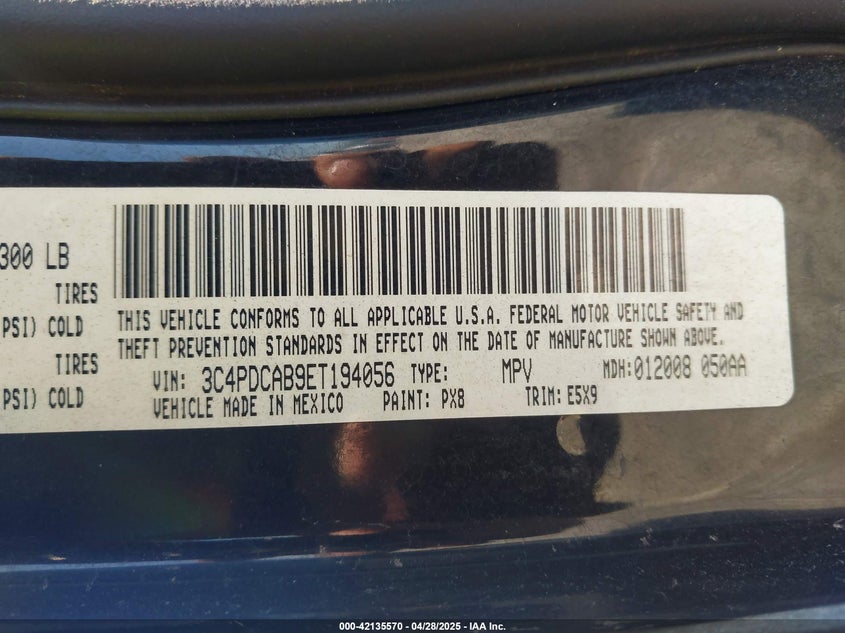 300 LB
TIRES
PSI) COLD
TIRES
PSI) COLD
THIS VEHICLE CONFORMS TO ALL APPLICABLE U.S.A. FEDERAL MOTOR VEHICLE SAFETY AND
THEFT PREVENTION STANDARDS IN EFFECT ON THE DATE OF MANUFACTURE SHOWN ABOVE.
VIN: 3C4PDCAB9ET194056 TYPE: MPV MDH:012008 050AA
VEHICLE MADE IN MEXICO PAINT: PX8 TRIM: E5X9
000-42135570 | 04/28/2025 - IAA Inc.